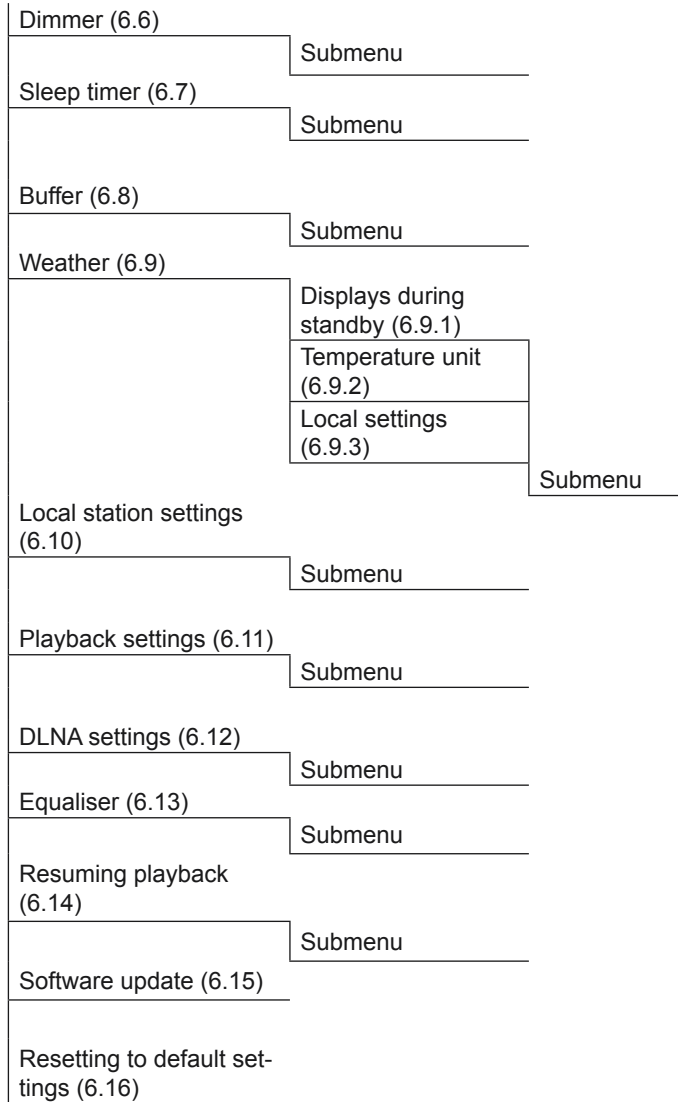 Dimmer (6.6)
Submenu
Sleep timer (6.7)
Submenu
Buffer (6.8)
Submenu
Weather (6.9)
Displays during
standby (6.9.1)
Temperature unit
(6.9.2)
Local settings
(6.9.3)
Submenu
Local station settings
(6.10)
Submenu
Playback settings (6.11)
Submenu
DLNA settings (6.12)
Submenu
Equaliser (6.13)
Submenu
Resuming playback
(6.14)
Submenu
Software update (6.15)
Resetting to default set-
tings (6.16)